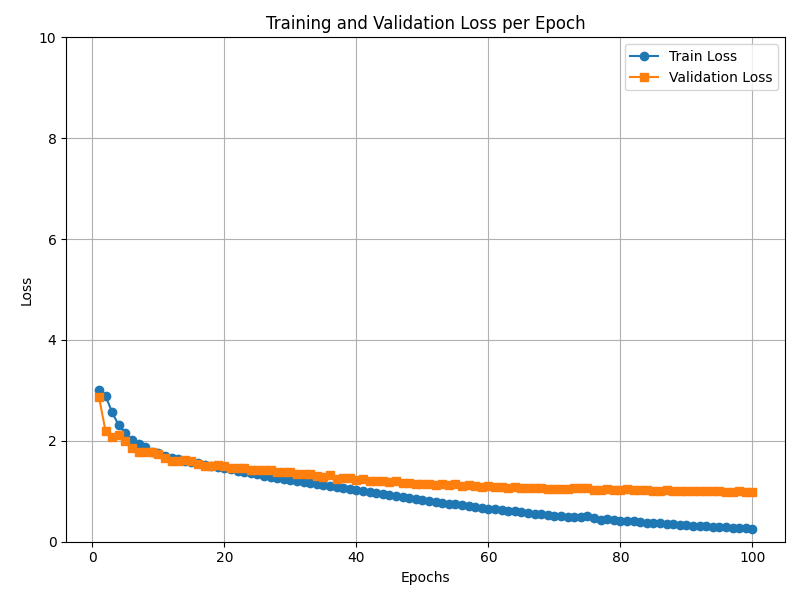 Training and Validation Loss per Epoch
Train Loss
Validation Loss
10
8
6
4
2
0
Loss
0 20 40 60 80 100
Epochs